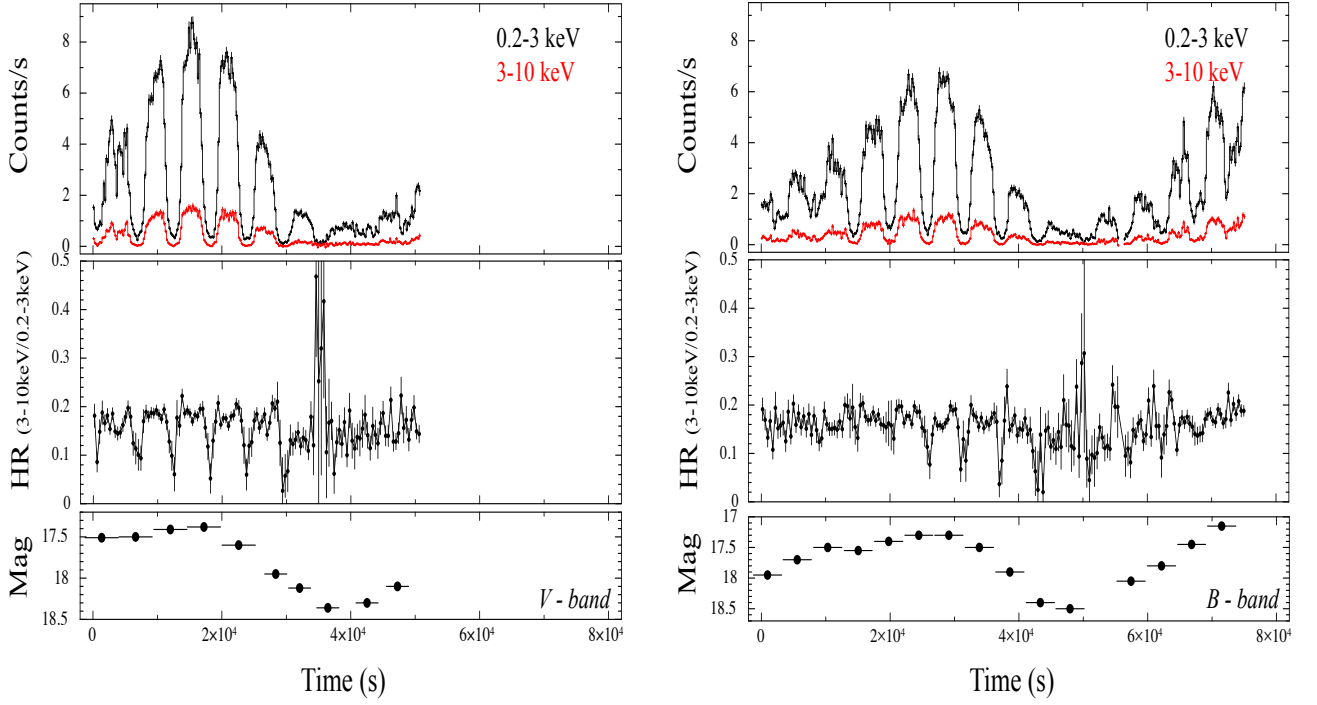 0.2-3 keV
3-10 keV
Counts/s
8
6
4
2
0
HR (3-10keV/0.2-3keV)
0.5
0.4
0.3
0.2
0.1
0
Mag
17.5
18
18.5
V - band
0 2×10⁴ 4×10⁴ 6×10⁴ 8×10⁴
Time (s)
0.2-3 keV
3-10 keV
Counts/s
8
6
4
2
0
HR (3-10keV/0.2-3keV)
0.5
0.4
0.3
0.2
0.1
0
Mag
17
17.5
18
18.5
B - band
0 2×10⁴ 4×10⁴ 6×10⁴ 8×10⁴
Time (s)